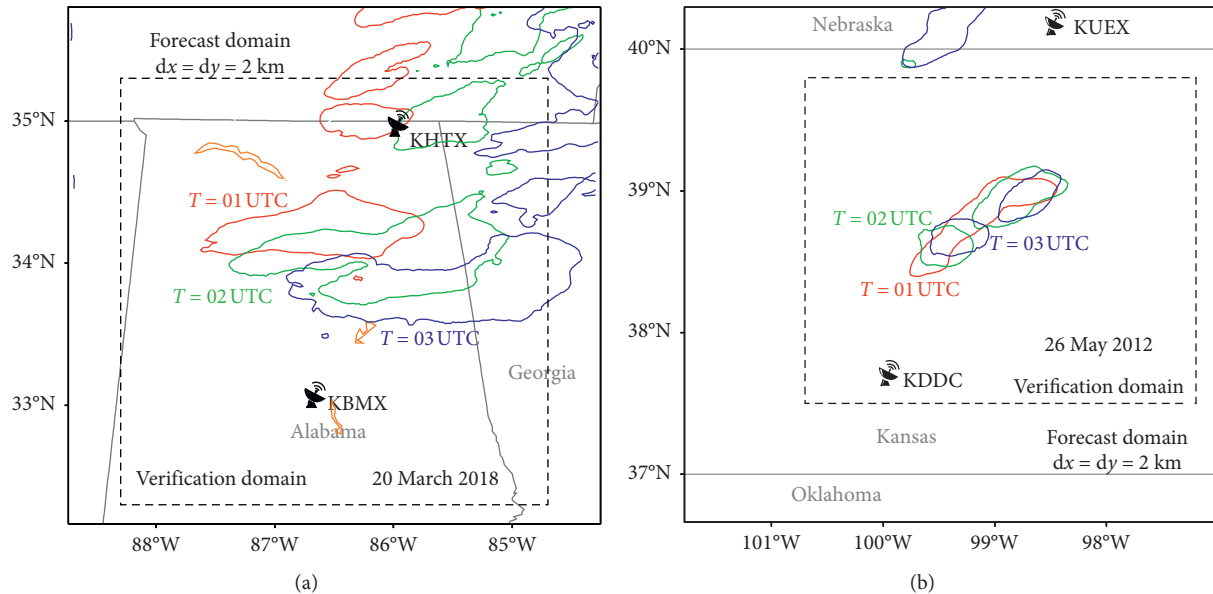 Forecast domain
dx = dy = 2 km
35°N
KHTX
T = 01 UTC
34°N
T = 02 UTC
T = 03 UTC
Georgia
33°N
KBMX
Alabama
Verification domain
20 March 2018
88°W
87°W
86°W
85°W
(a)
Nebraska
KUEX
40°N
39°N
T = 02 UTC
T = 03 UTC
T = 01 UTC
38°N
26 May 2012
KDDC
Verification domain
Kansas
Forecast domain
dx = dy = 2 km
37°N
Oklahoma
101°W
100°W
99°W
98°W
(b)